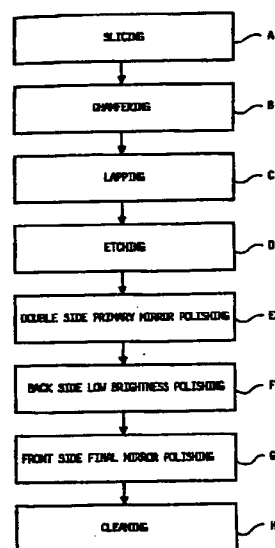 SLICING A
CHAMFERING B
LAPPING C
ETCHING D
DOUBLE SIDE PRIMARY MIRROR POLISHING E
BACK SIDE LOW BRIGHTNESS POLISHING F
FRONT SIDE FINAL MIRROR POLISHING G
CLEANING H